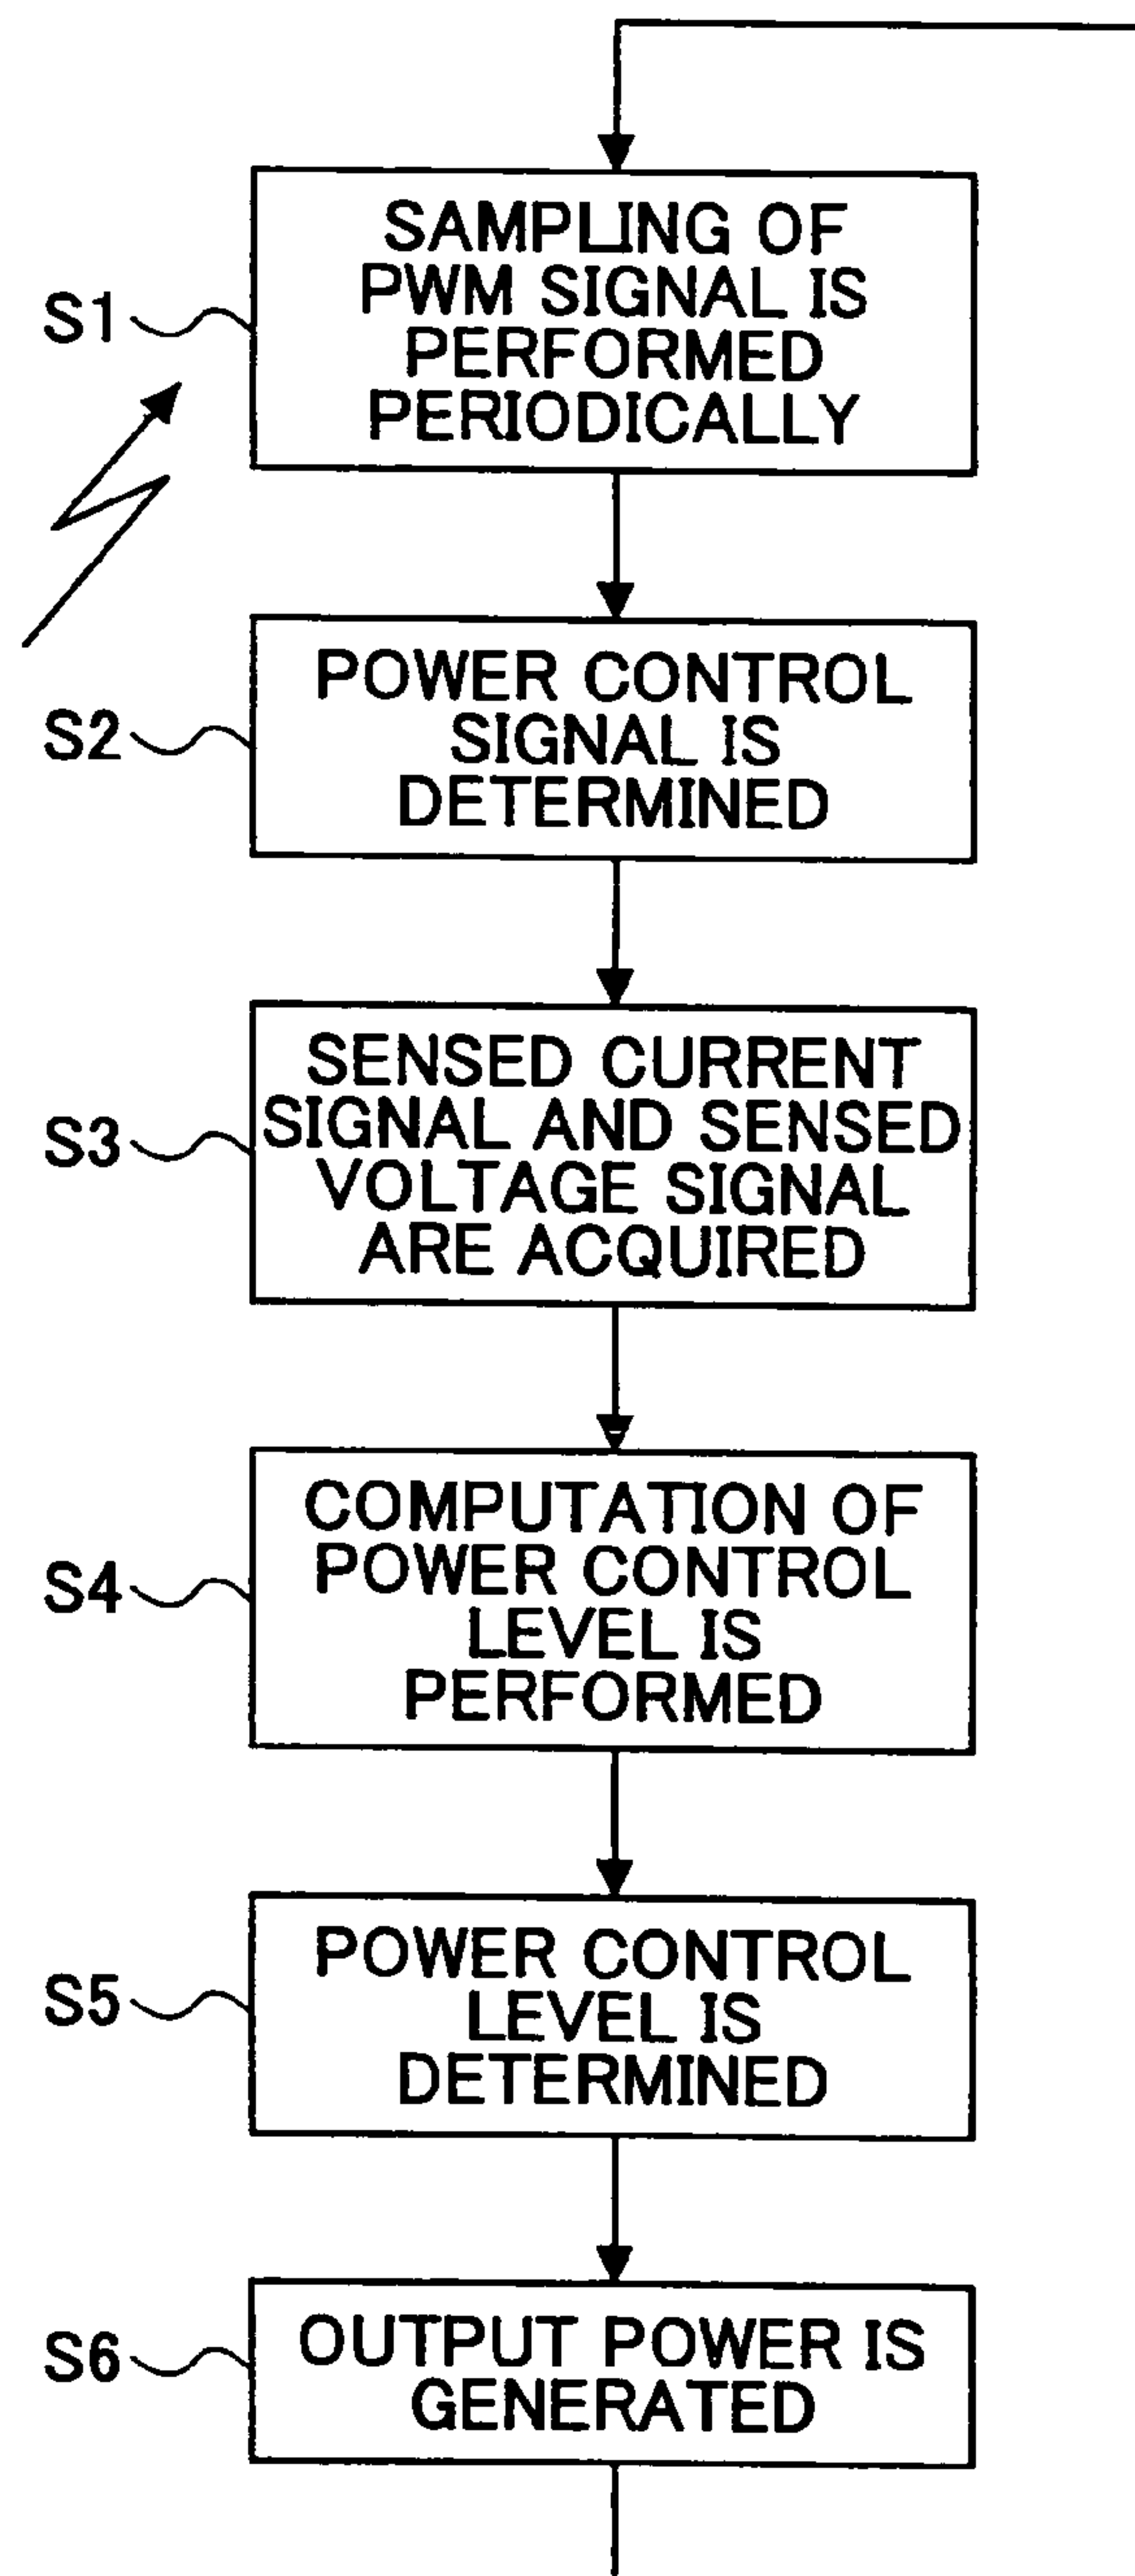 SAMPLING OF
PWM SIGNAL IS
PERFORMED
PERIODICALLY
S1
POWER CONTROL
SIGNAL IS
DETERMINED
S2
SENSED CURRENT
SIGNAL AND SENSED
VOLTAGE SIGNAL
ARE ACQUIRED
S3
COMPUTATION OF
POWER CONTROL
LEVEL IS
PERFORMED
S4
POWER CONTROL
LEVEL IS
DETERMINED
S5
OUTPUT POWER IS
GENERATED
S6